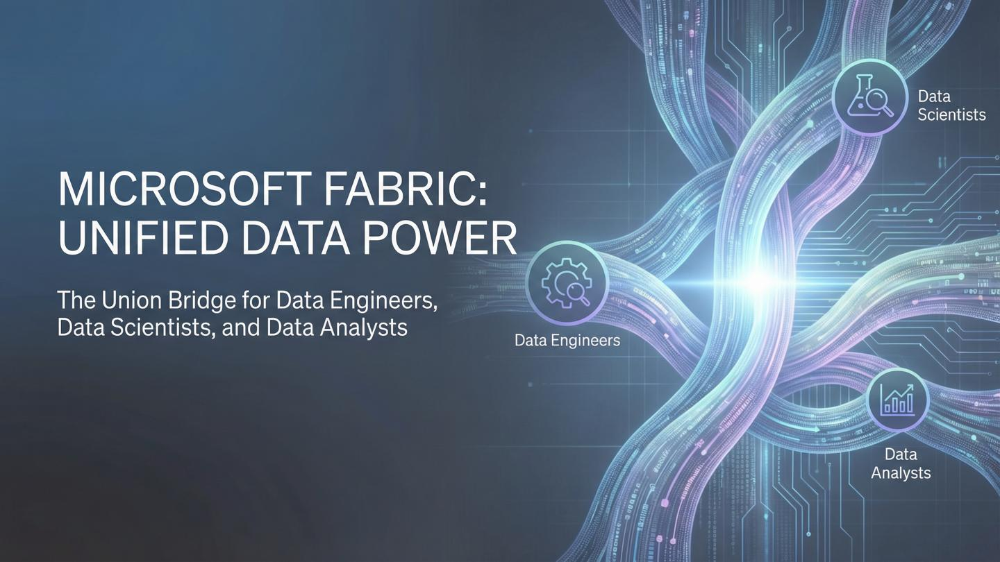 MICROSOFT FABRIC:
UNIFIED DATA POWER
The Union Bridge for Data Engineers,
Data Scientists, and Data Analysts
Data
Scientists
Data Engineers
Data
Analysts